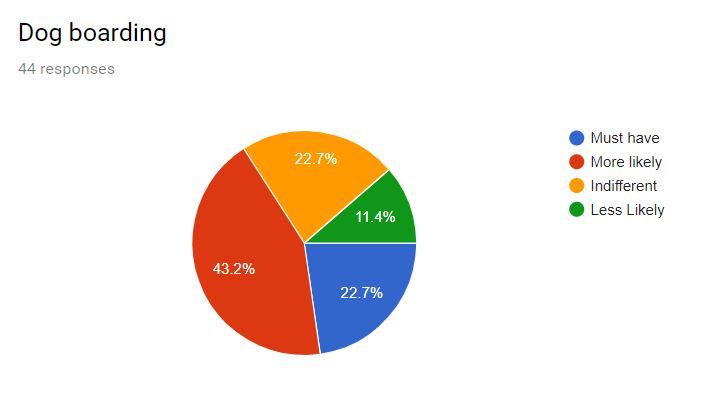 Dog boarding
44 responses
22.7%
11.4%
43.2%
22.7%
Must have
More likely
Indifferent
Less Likely